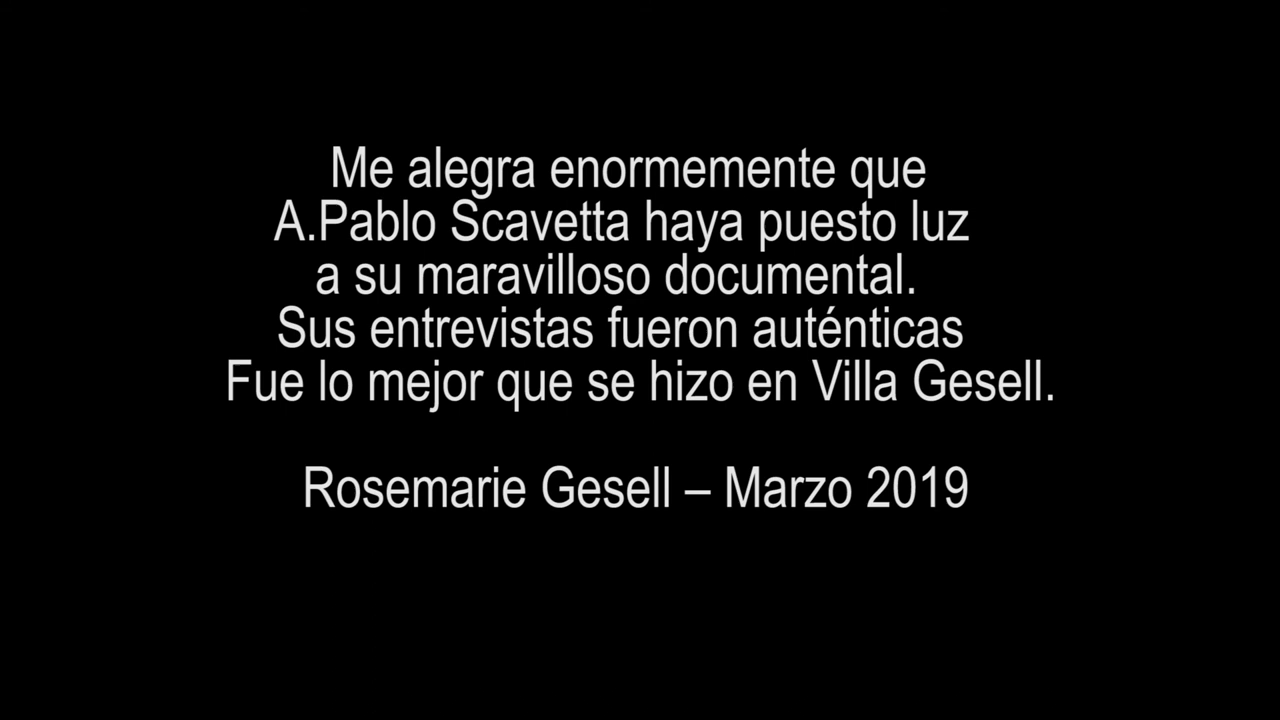 Me alegra enormemente que
A.Pablo Scavetta haya puesto luz
a su maravilloso documental.
Sus entrevistas fueron auténticas
Fue lo mejor que se hizo en Villa Gesell.
Rosemarie Gesell – Marzo 2019